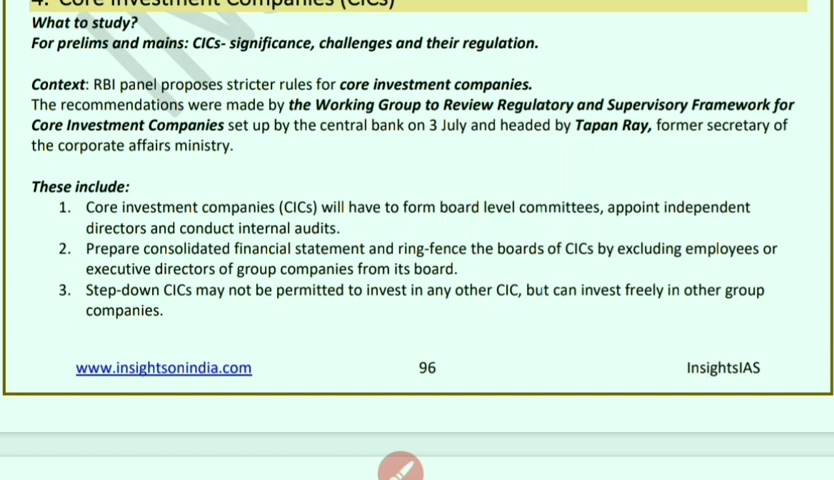 4. Core Investment Companies (CICs)
What to study?
For prelims and mains: CICs- significance, challenges and their regulation.
Context: RBI panel proposes stricter rules for core investment companies.
The recommendations were made by the Working Group to Review Regulatory and Supervisory Framework for
Core Investment Companies set up by the central bank on 3 July and headed by Tapan Ray, former secretary of
the corporate affairs ministry.
These include:
1. Core investment companies (CICs) will have to form board level committees, appoint independent
directors and conduct internal audits.
2. Prepare consolidated financial statement and ring-fence the boards of CICs by excluding employees or
executive directors of group companies from its board.
3. Step-down CICs may not be permitted to invest in any other CIC, but can invest freely in other group
companies.
www.insightsonindia.com 96 InsightsIAS